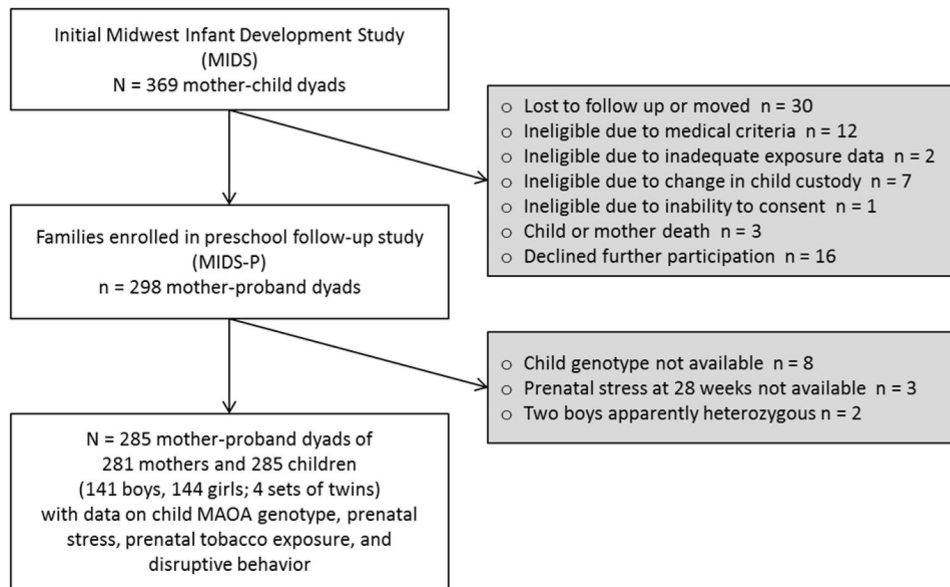 Initial Midwest Infant Development Study
(MIDS)
N = 369 mother-child dyads
○ Lost to follow up or moved n = 30
○ Ineligible due to medical criteria n = 12
○ Ineligible due to inadequate exposure data n = 2
○ Ineligible due to change in child custody n = 7
○ Ineligible due to inability to consent n = 1
○ Child or mother death n = 3
○ Declined further participation n = 16
Families enrolled in preschool follow-up study
(MIDS-P)
n = 298 mother-proband dyads
○ Child genotype not available n = 8
○ Prenatal stress at 28 weeks not available n = 3
○ Two boys apparently heterozygous n = 2
N = 285 mother-proband dyads of
281 mothers and 285 children
(141 boys, 144 girls; 4 sets of twins)
with data on child MAOA genotype, prenatal
stress, prenatal tobacco exposure, and
disruptive behavior